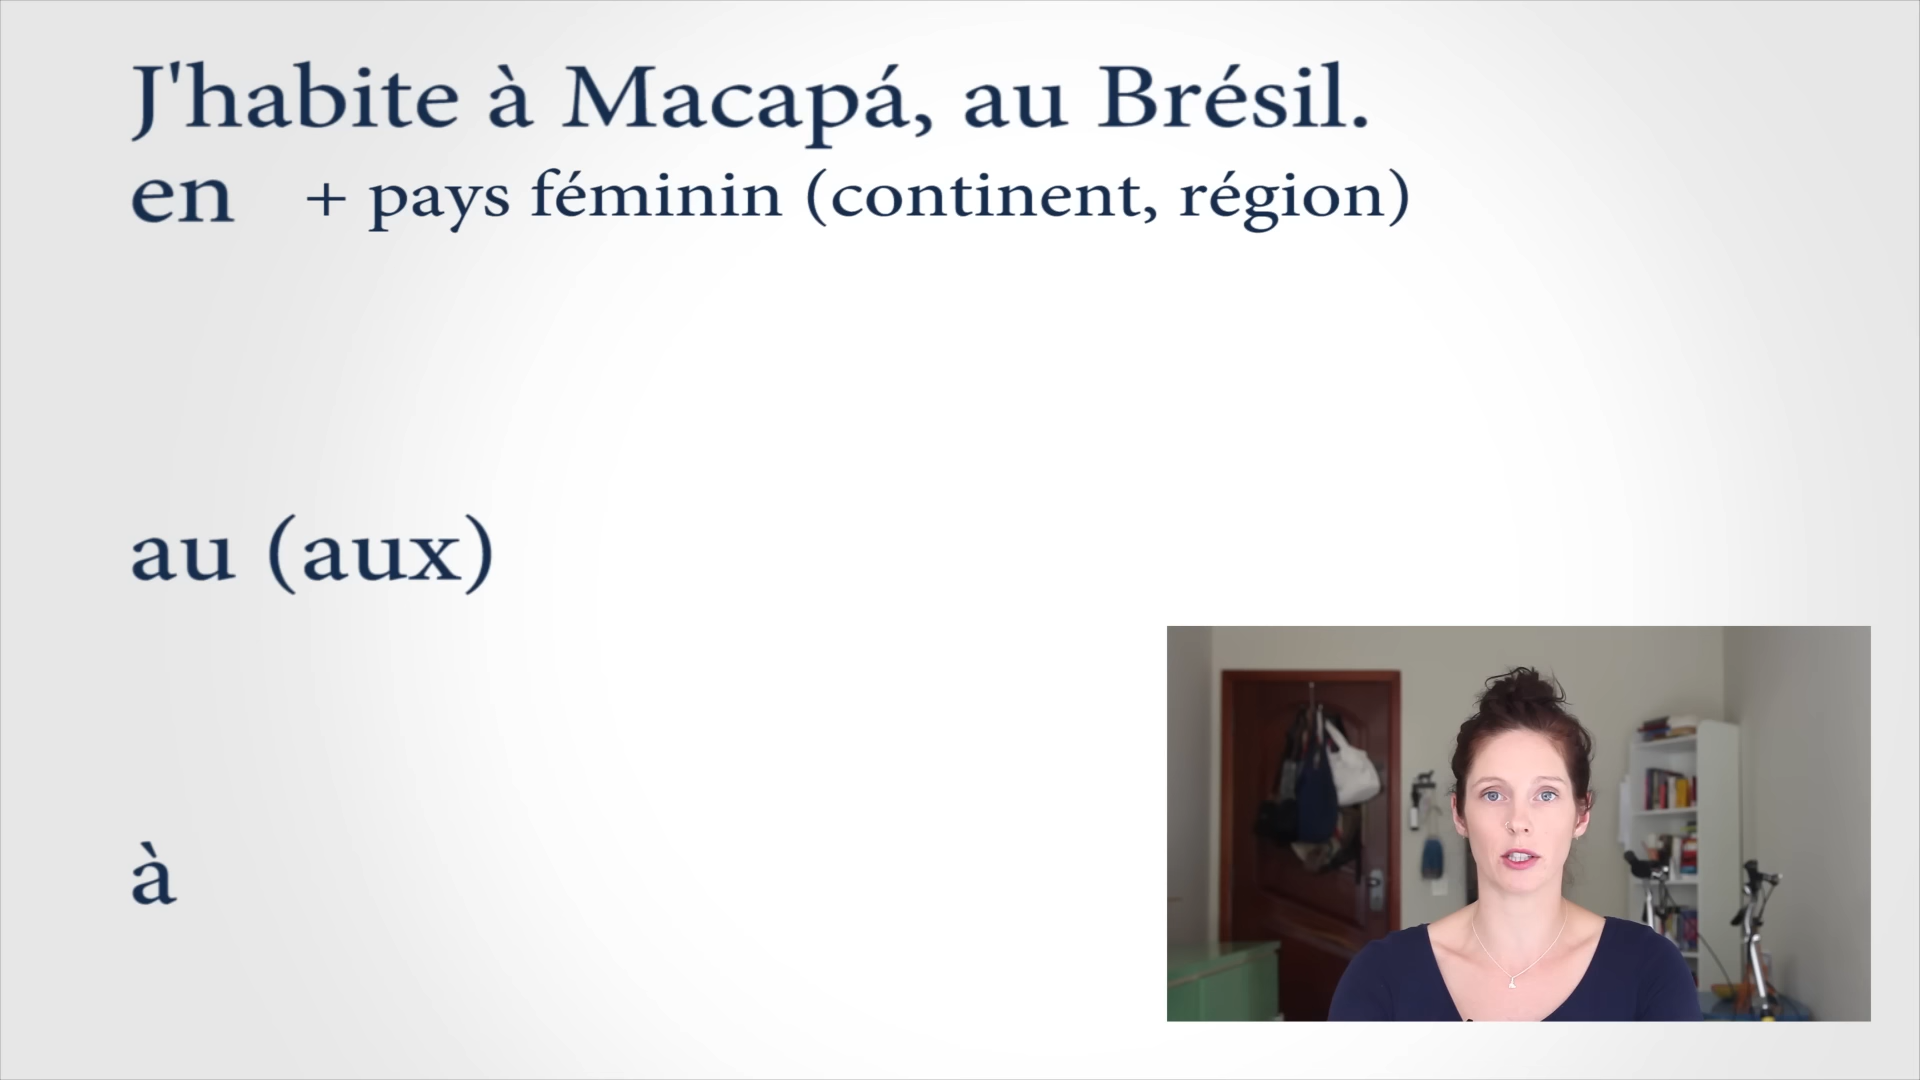 J'habite à Macapá, au Brésil.
en + pays féminin (continent, région)
au (aux)
à